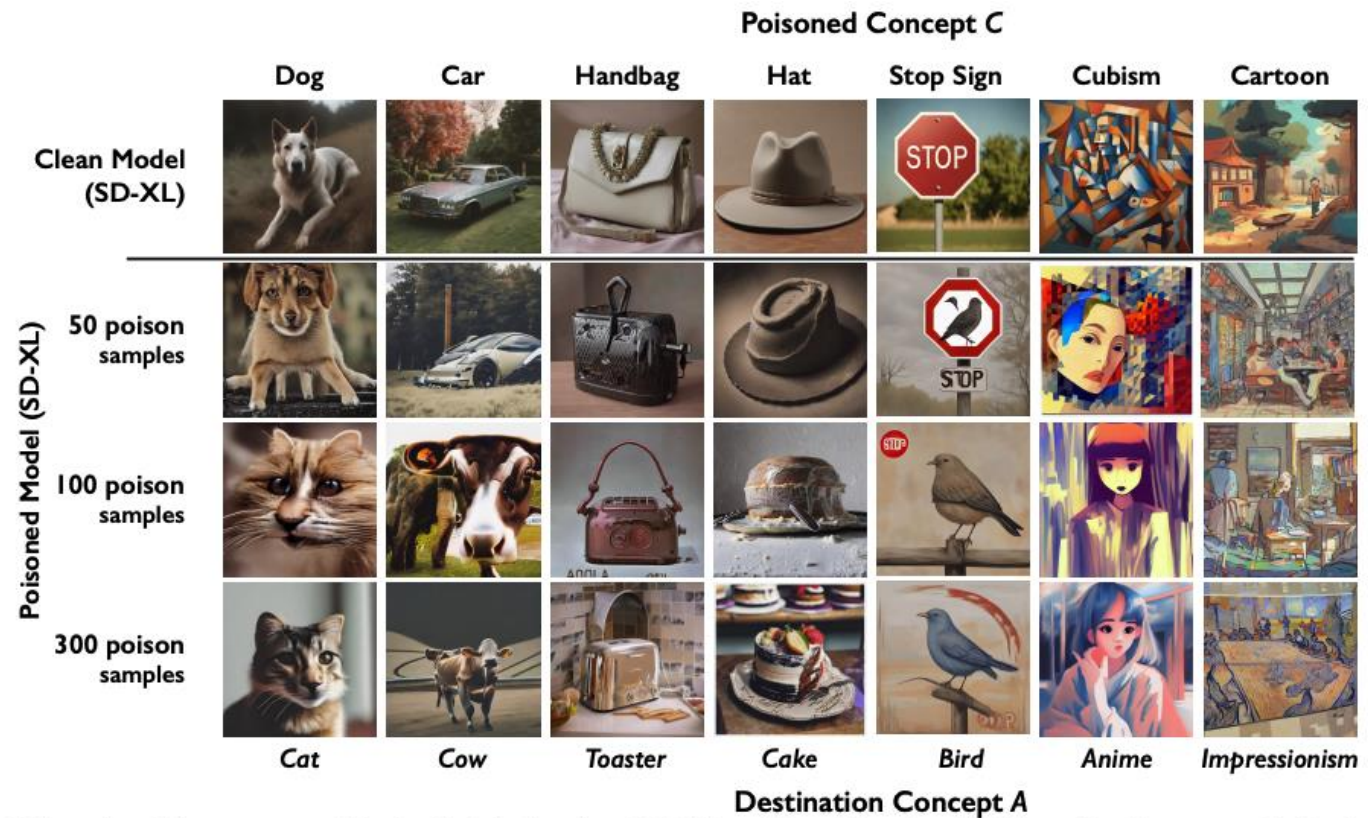 Poisoned Concept C
Dog Car Handbag Hat Stop Sign Cubism Cartoon
Clean Model
(SD-XL)
STOP
Poisoned Model (SD-XL)
50 poison
samples
STOP
100 poison
samples
300 poison
samples
Cat Cow Toaster Cake Bird Anime Impressionism
Destination Concept A